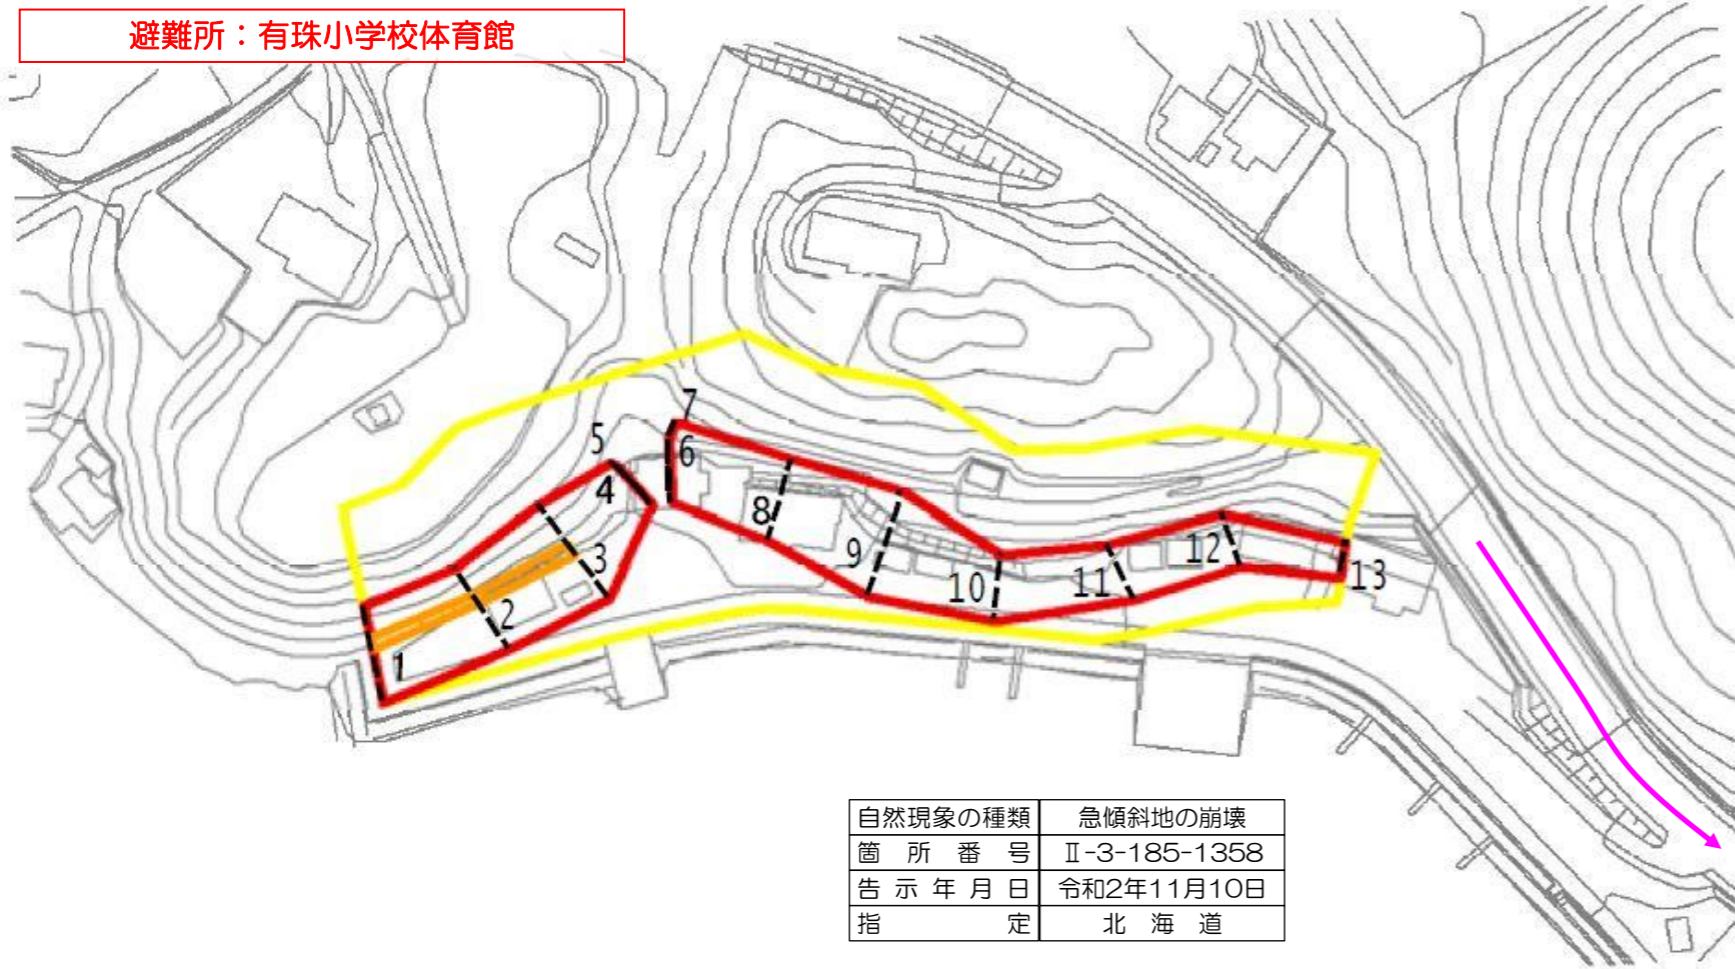 避難所：有珠小学校体育館
7
5
6
4
8
3
9
12
13
10
11
2
1
自然現象の種類 急傾斜地の崩壊
箇所番号 Ⅱ-3-185-1358
告示年月日 令和2年11月10日
指定 北海道